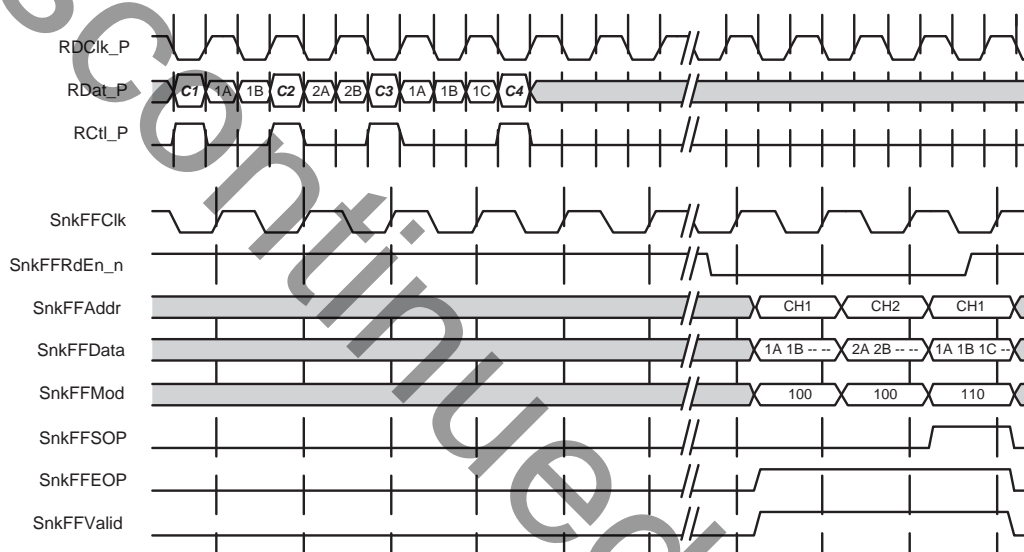 RDClk_P
RDat_P C1 1A 1B C2 2A 2B C3 1A 1B 1C C4
RCtl_P
SnkFFClk
SnkFFRdEn_n
SnkFFAddr CH1 CH2 CH1
SnkFFData 1A 1B -- -- 2A 2B -- -- 1A 1B 1C --
SnkFFMod 100 100 110
SnkFFSOP
SnkFFEOP
SnkFFValid
scontinued